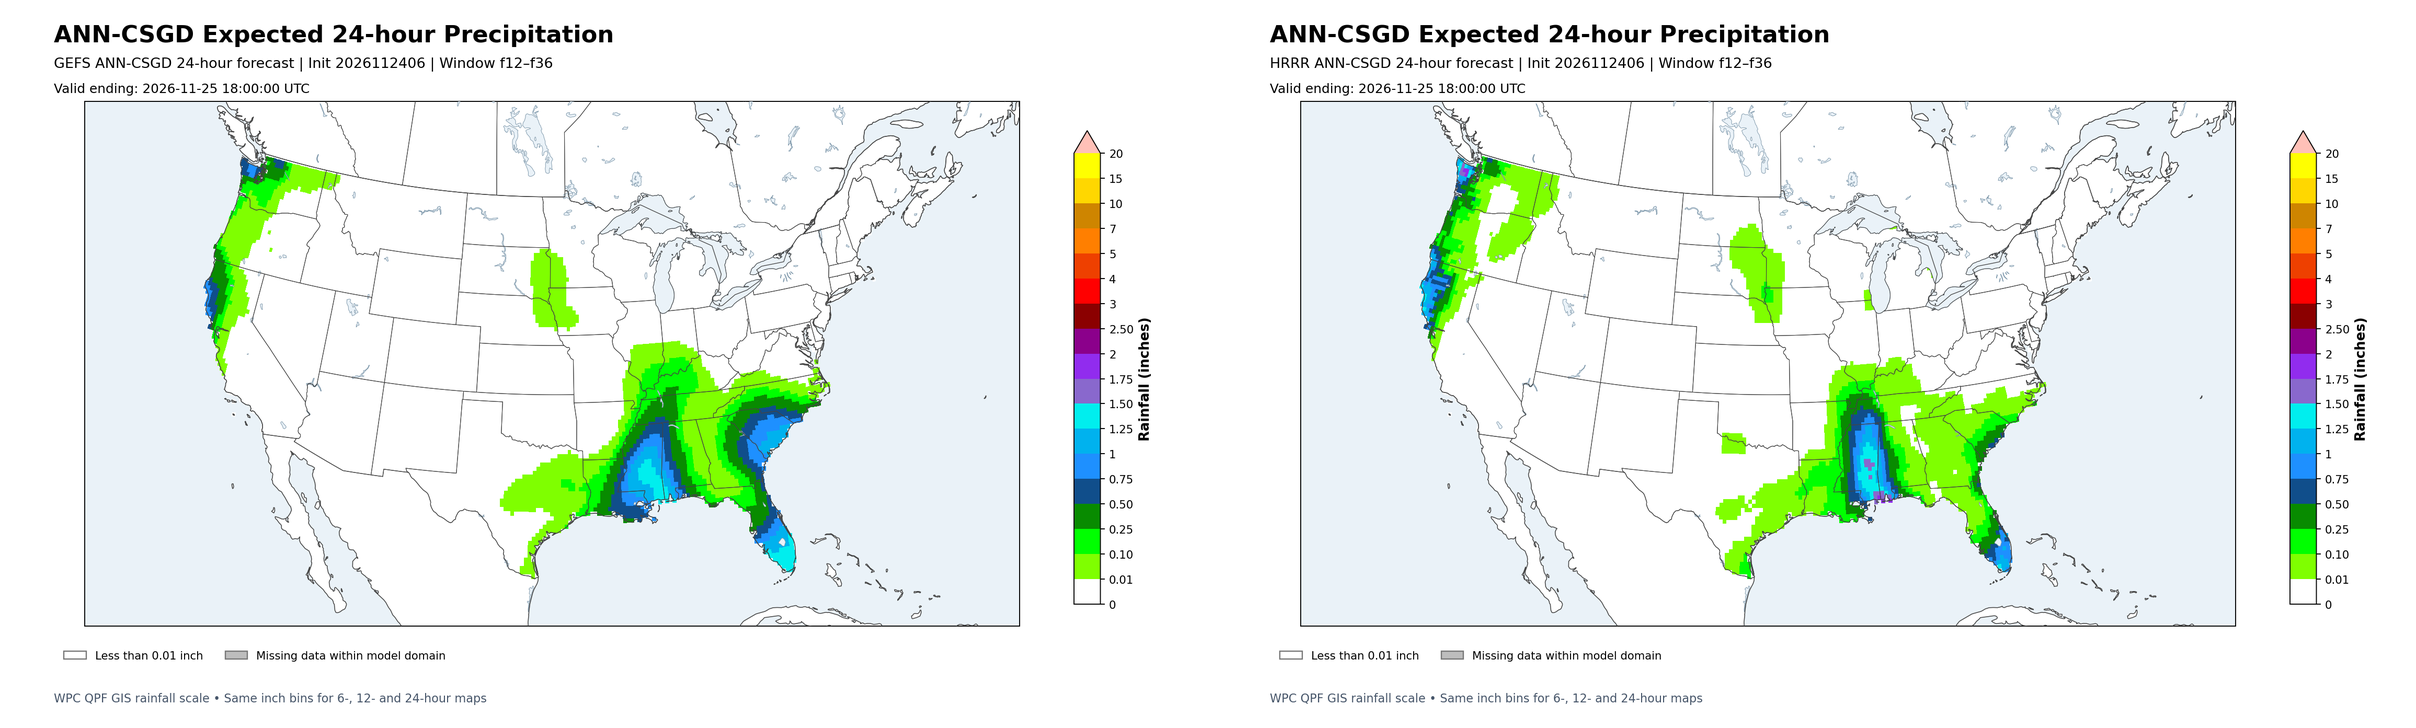 ANN-CSGD Expected 24-hour Precipitation
GEFS ANN-CSGD 24-hour forecast | Init 2026112406 | Window f12–f36
Valid ending: 2026-11-25 18:00:00 UTC
20
15
10
7
5
4
3
2.50
2
1.75
1.50
1.25
1
0.75
0.50
0.25
0.10
0.01
0
Rainfall (inches)
Less than 0.01 inch
Missing data within model domain
WPC QPF GIS rainfall scale • Same inch bins for 6-, 12- and 24-hour maps
ANN-CSGD Expected 24-hour Precipitation
HRRR ANN-CSGD 24-hour forecast | Init 2026112406 | Window f12–f36
Valid ending: 2026-11-25 18:00:00 UTC
20
15
10
7
5
4
3
2.50
2
1.75
1.50
1.25
1
0.75
0.50
0.25
0.10
0.01
0
Rainfall (inches)
Less than 0.01 inch
Missing data within model domain
WPC QPF GIS rainfall scale • Same inch bins for 6-, 12- and 24-hour maps